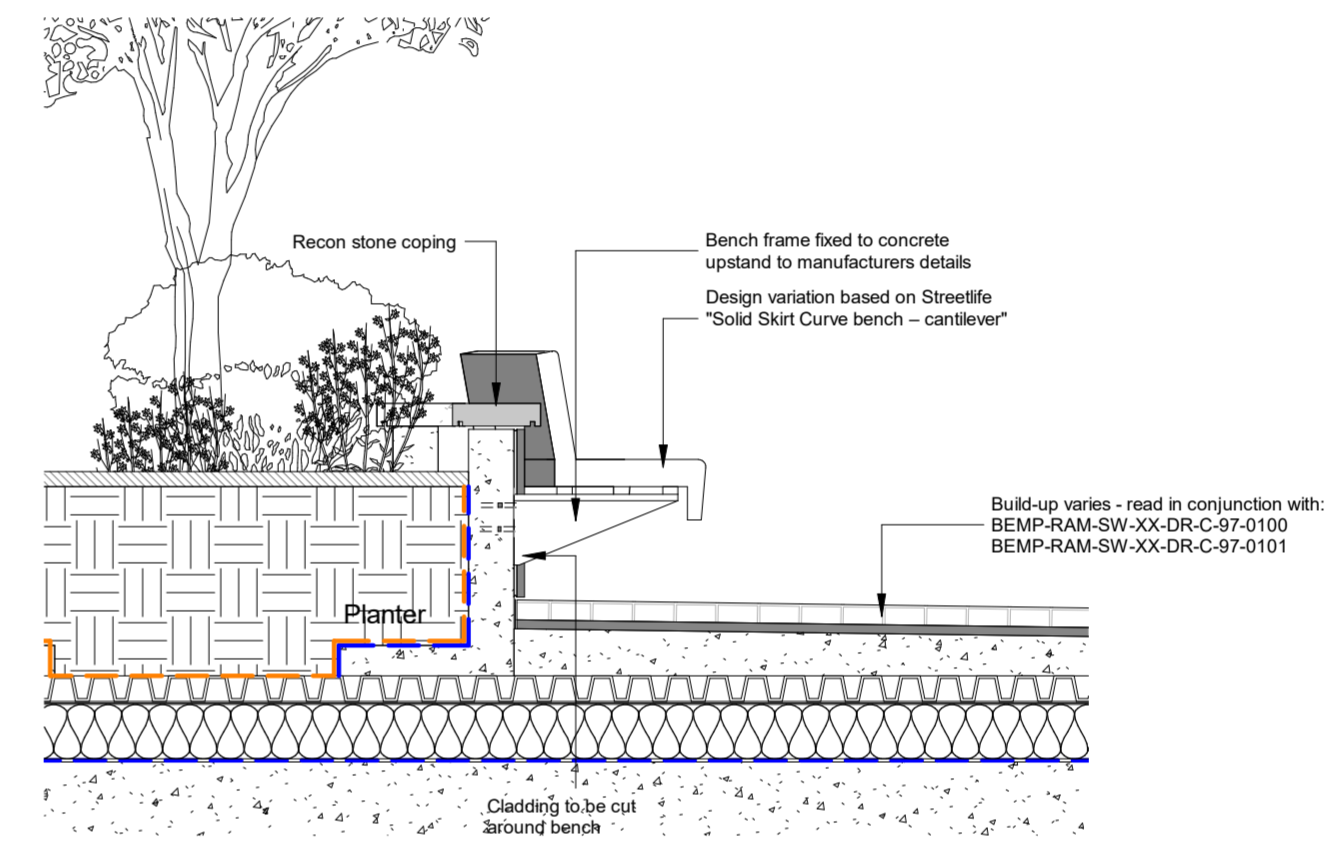 Recon stone coping
Bench frame fixed to concrete
upstand to manufacturers details
Design variation based on Streetlife
"Solid Skirt Curve bench – cantilever"
Build-up varies - read in conjunction with:
BEMP-RAM-SW-XX-DR-C-97-0100
BEMP-RAM-SW-XX-DR-C-97-0101
Planter
Cladding to be cut
around bench